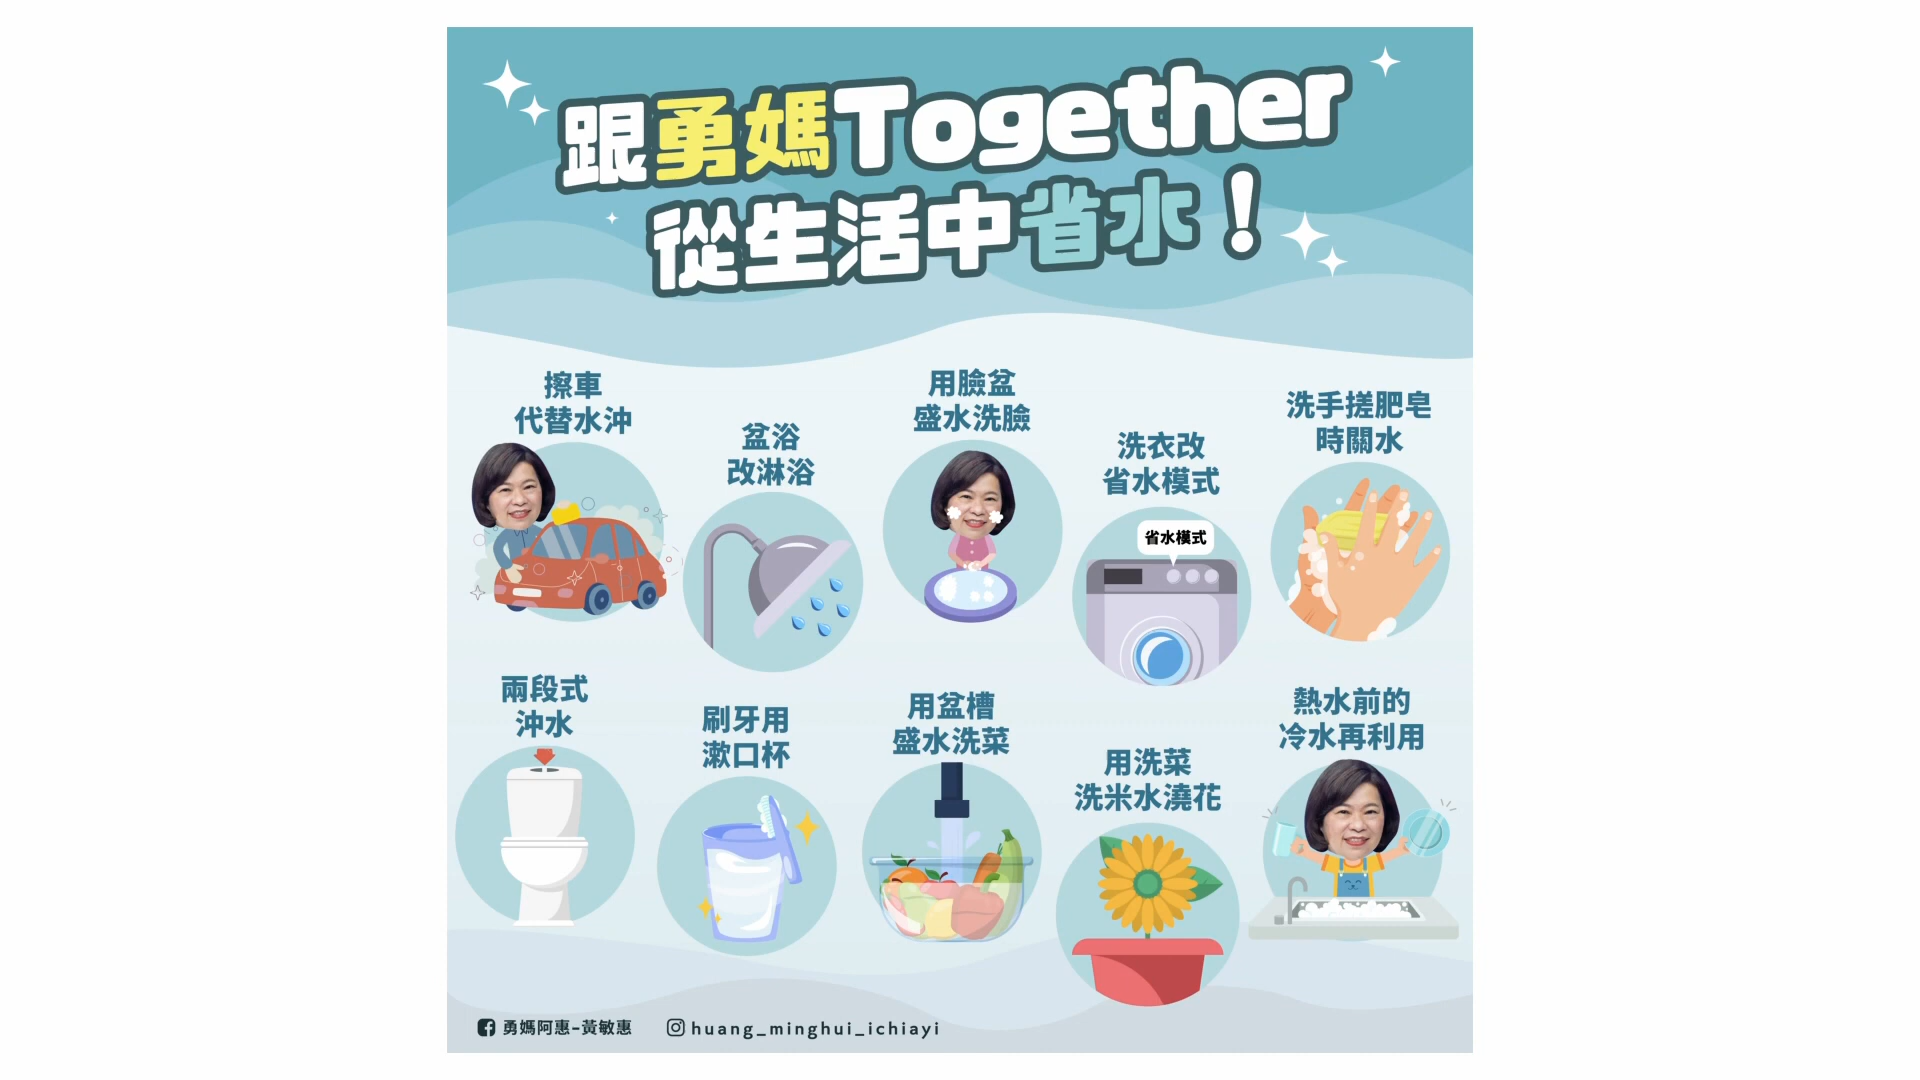 跟勇媽Together
從生活中省水！
擦車
代替水沖
盆浴
改淋浴
用臉盆
盛水洗臉
洗衣改
省水模式
省水模式
洗手搓肥皂
時關水
兩段式
沖水
刷牙用
漱口杯
用盆槽
盛水洗菜
用洗菜
洗米水澆花
熱水前的
冷水再利用
勇媽阿惠-黃敏惠
huang_minghui_ichiayi